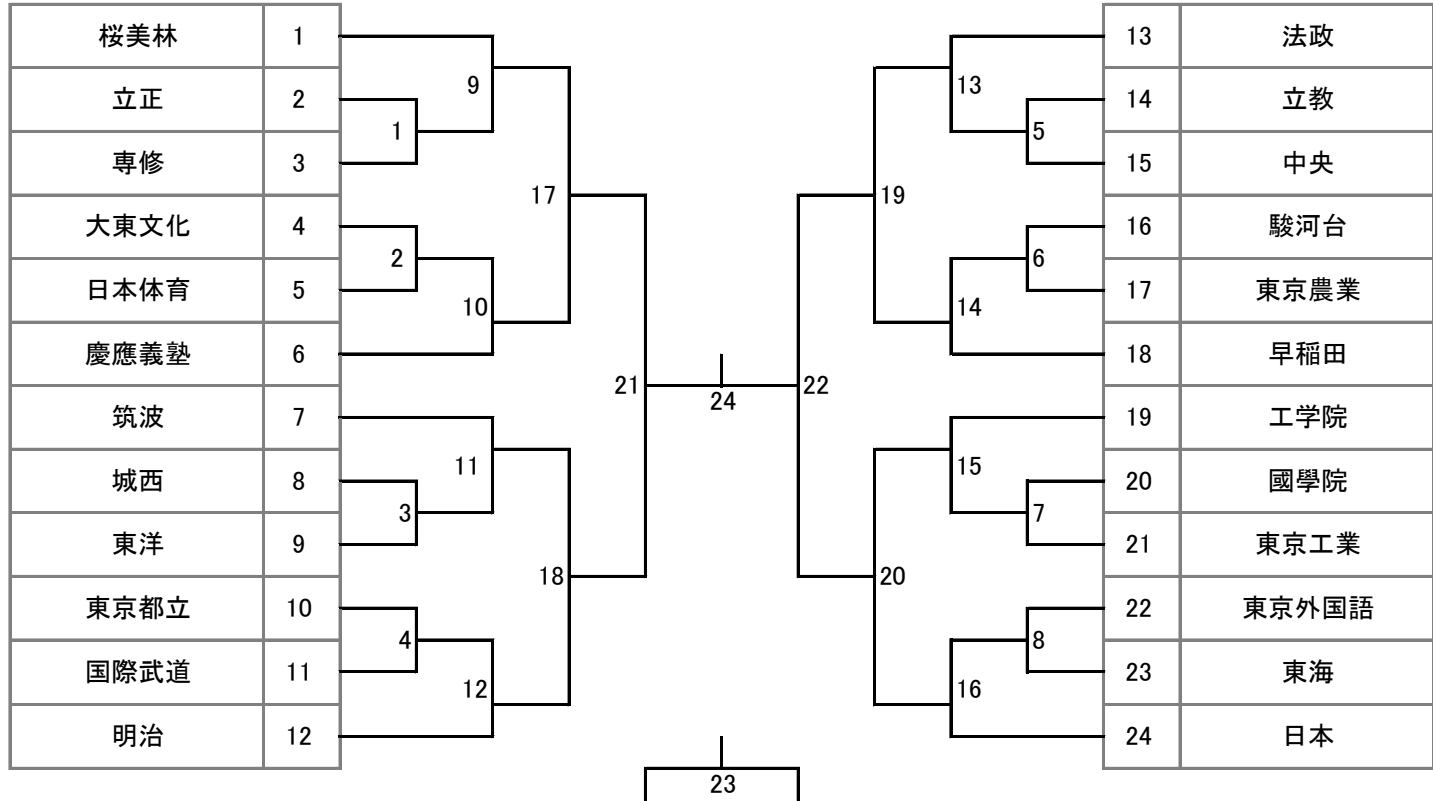 桜美林 1
立正 2
専修 3
大東文化 4
日本体育 5
慶應義塾 6
筑波 7
城西 8
東洋 9
東京都立 10
国際武道 11
明治 12
9
1
17
2
10
21
11
3
18
4
12
24
23
13
5
19
6
14
22
15
7
20
8
16
13 法政
14 立教
15 中央
16 駿河台
17 東京農業
18 早稲田
19 工学院
20 國學院
21 東京工業
22 東京外国語
23 東海
24 日本